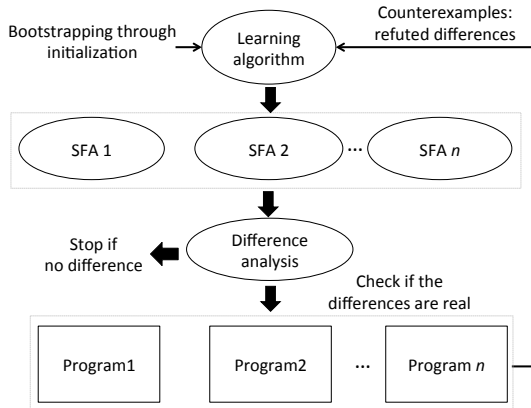 Bootstrapping through
initialization
Learning
algorithm
Counterexamples:
refuted differences
SFA 1
SFA 2
...
SFA n
Stop if
no difference
Difference
analysis
Check if the
differences are real
Program1
Program2
...
Program n